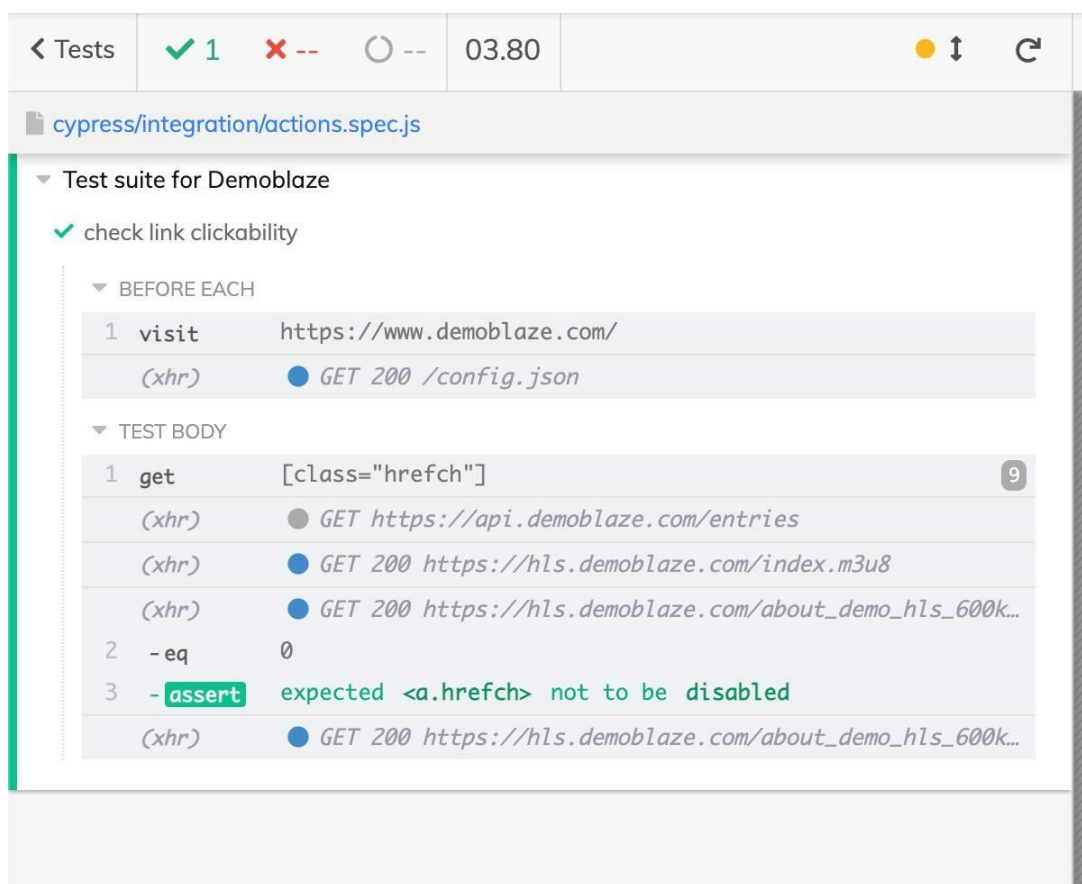 Tests 1 -- -- 03.80
cypress/integration/actions.spec.js
Test suite for Demoblaze
check link clickability
BEFORE EACH
1 visit https://www.demoblaze.com/
(xhr) GET 200 /config.json
TEST BODY
1 get [class="hrefch"] 9
(xhr) GET https://api.demoblaze.com/entries
(xhr) GET 200 https://hls.demoblaze.com/index.m3u8
(xhr) GET 200 https://hls.demoblaze.com/about_demo_hls_600k…
2 -eq 0
3 -assert expected <a.hrefch> not to be disabled
(xhr) GET 200 https://hls.demoblaze.com/about_demo_hls_600k…